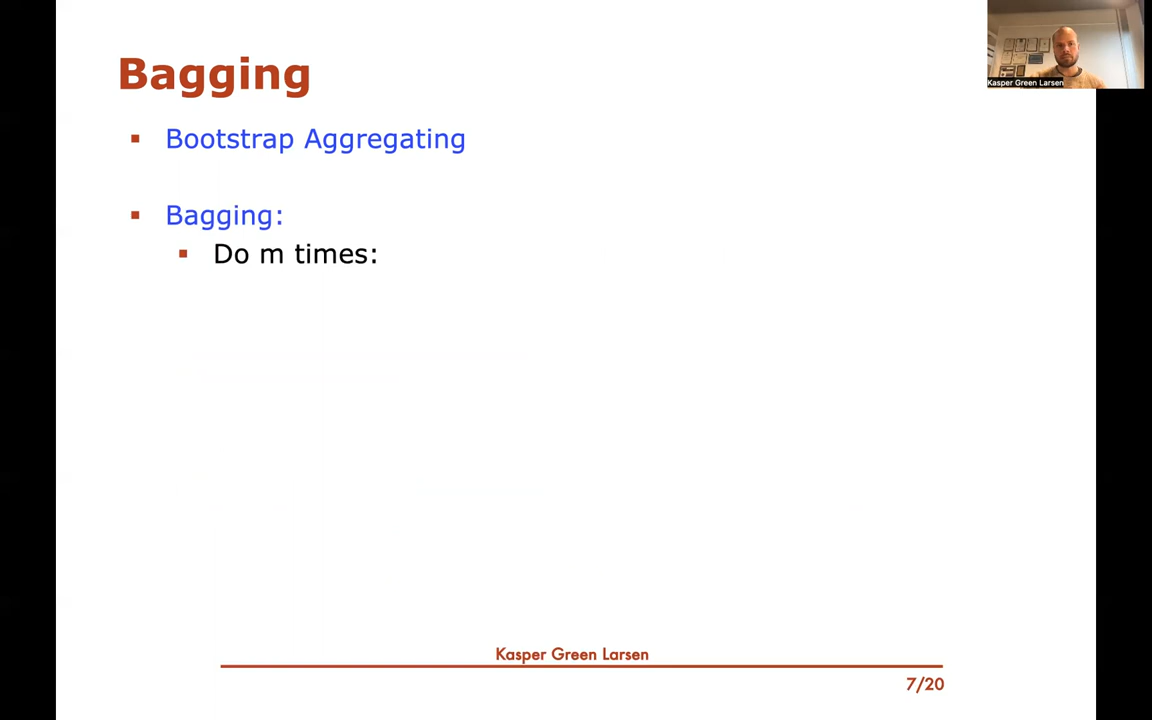 Bagging
Kasper Green Larsen
Bootstrap Aggregating
Bagging:
Do m times:
Kasper Green Larsen
7/20